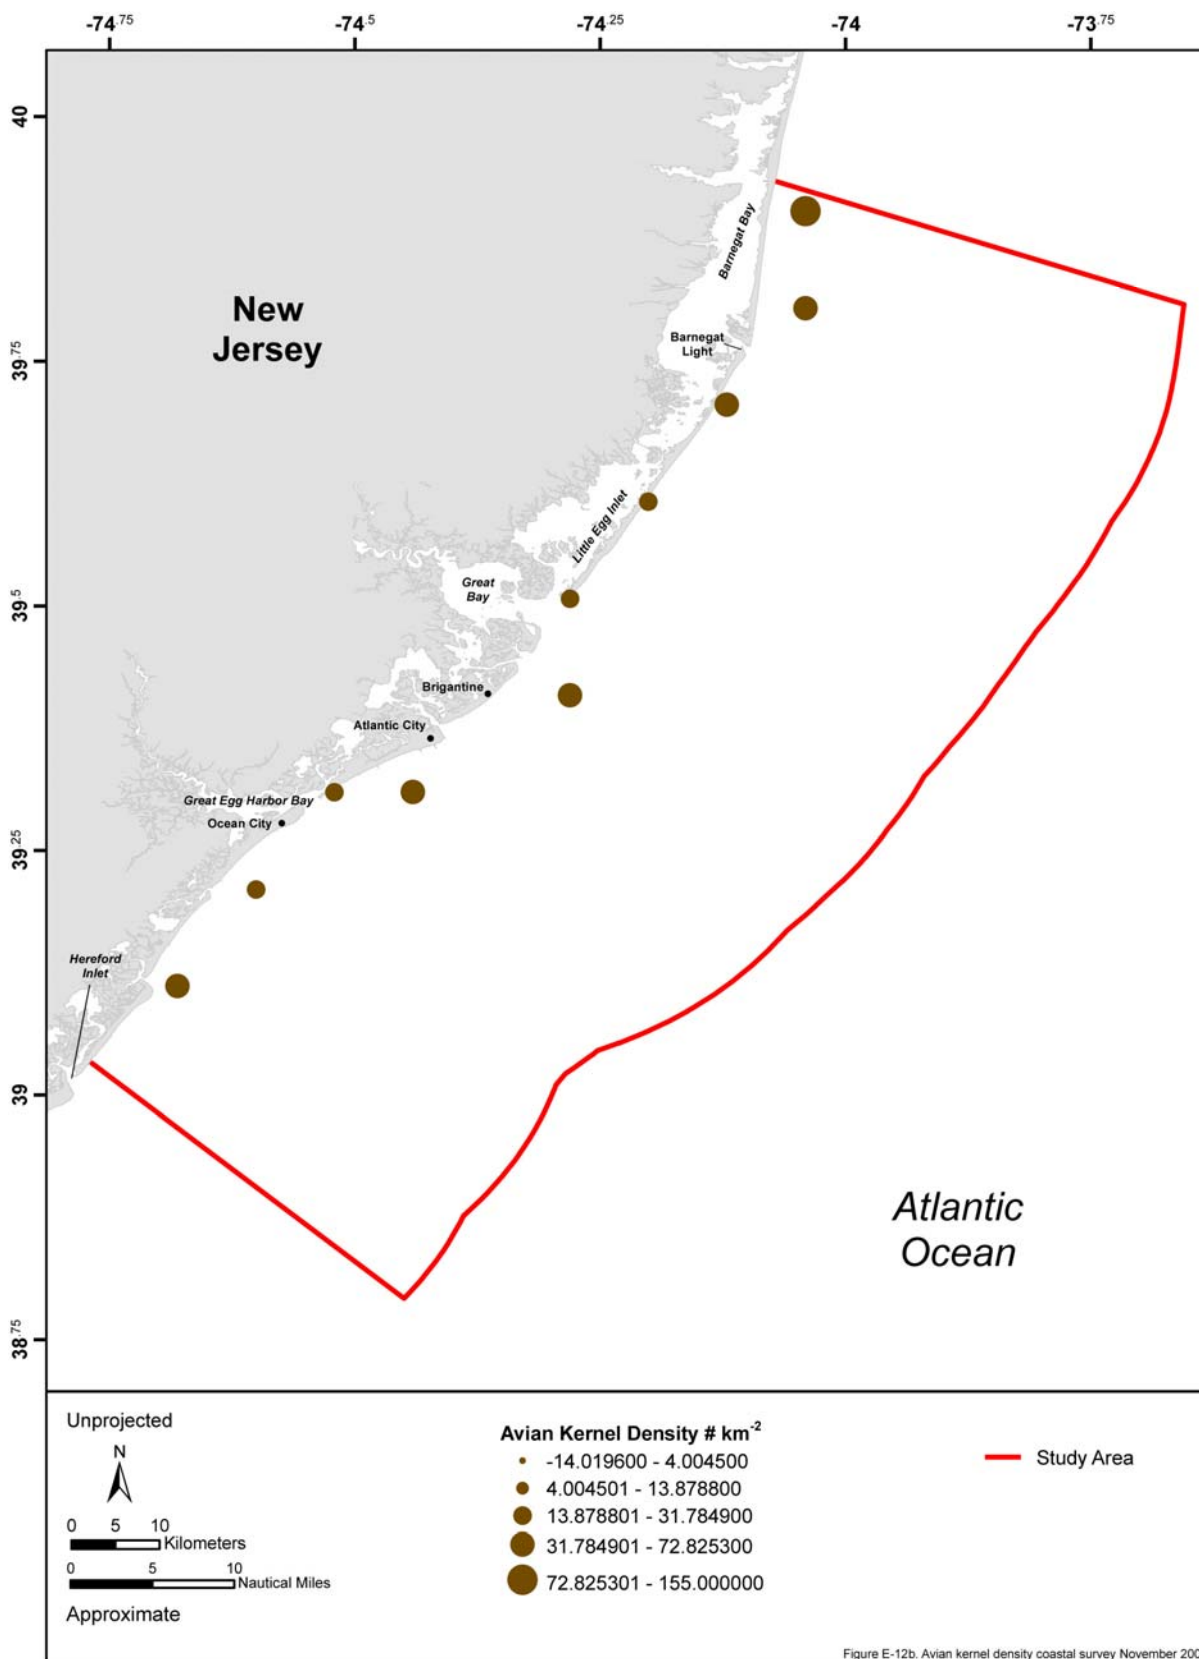 -74.75 -74.5 -74.25 -74 -73.75
40
39.75
39.5
39.25
39
38.75
New
Jersey
Barnegat Bay
Barnegat
Light
Little Egg Inlet
Great
Bay
Brigantine
Atlantic City
Great Egg Harbor Bay
Ocean City
Hereford
Inlet
Atlantic
Ocean
Unprojected
N
0 5 10
Kilometers
0 5 10
Nautical Miles
Approximate
Avian Kernel Density # km-2
-14.019600 - 4.004500
4.004501 - 13.878800
13.878801 - 31.784900
31.784901 - 72.825300
72.825301 - 155.000000
Study Area
Figure E-12b. Avian kernel density coastal survey November 200